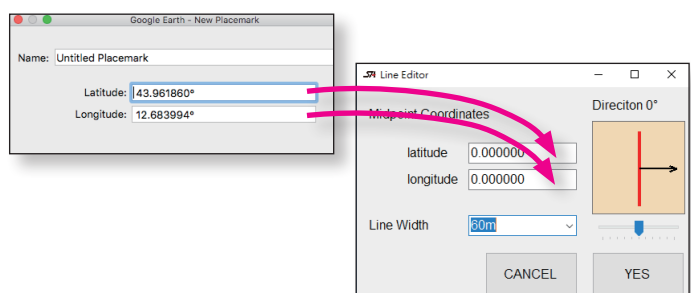 Google Earth - New Placemark
Name: Untitled Placemark
Latitude: 43.961860°
Longitude: 12.683994°
Line Editor
Midpoint Coordinates
Direciton 0°
latitude 0.000000
longitude 0.000000
Line Width 60m
CANCEL YES